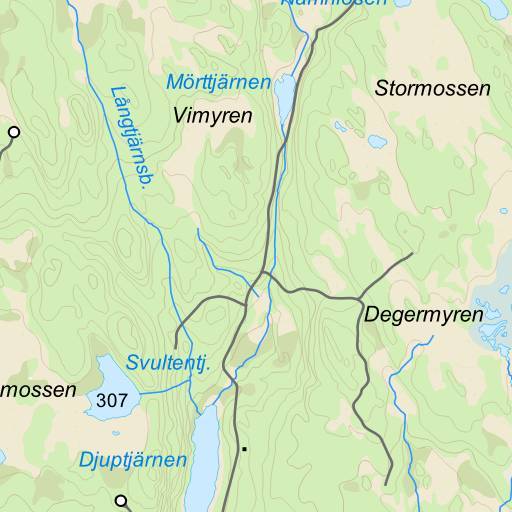 Mörttjärnen
Stormossen
Vimyren
Långtjärnsb.
Degermyren
Svultentj.
mossen
307
Djuptjärnen